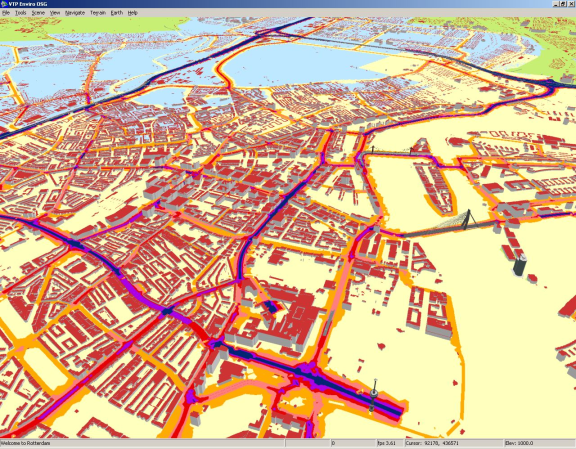 VTP Enviro OSG
File Tools Scene View Navigate Terrain Earth Help
Welcome to Rotterdam 0 fps 3.61 Cursor: 92176, 436571 Elev: 1000.0